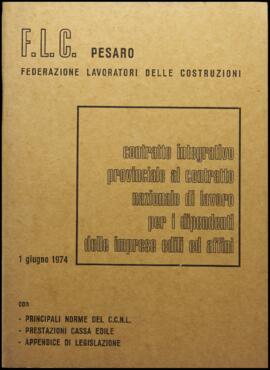 F.L.C. PESARO
FEDERAZIONE LAVORATORI DELLE COSTRUZIONI
contratto integrativo
provinciale al contratto
nazionale di lavoro
per i dipendenti
delle imprese edili ed affini
1 giugno 1974
con
- PRINCIPALI NORME DEL C.C.N.L.
- PRESTAZIONI CASSA EDILE
- APPENDICE DI LEGISLAZIONE